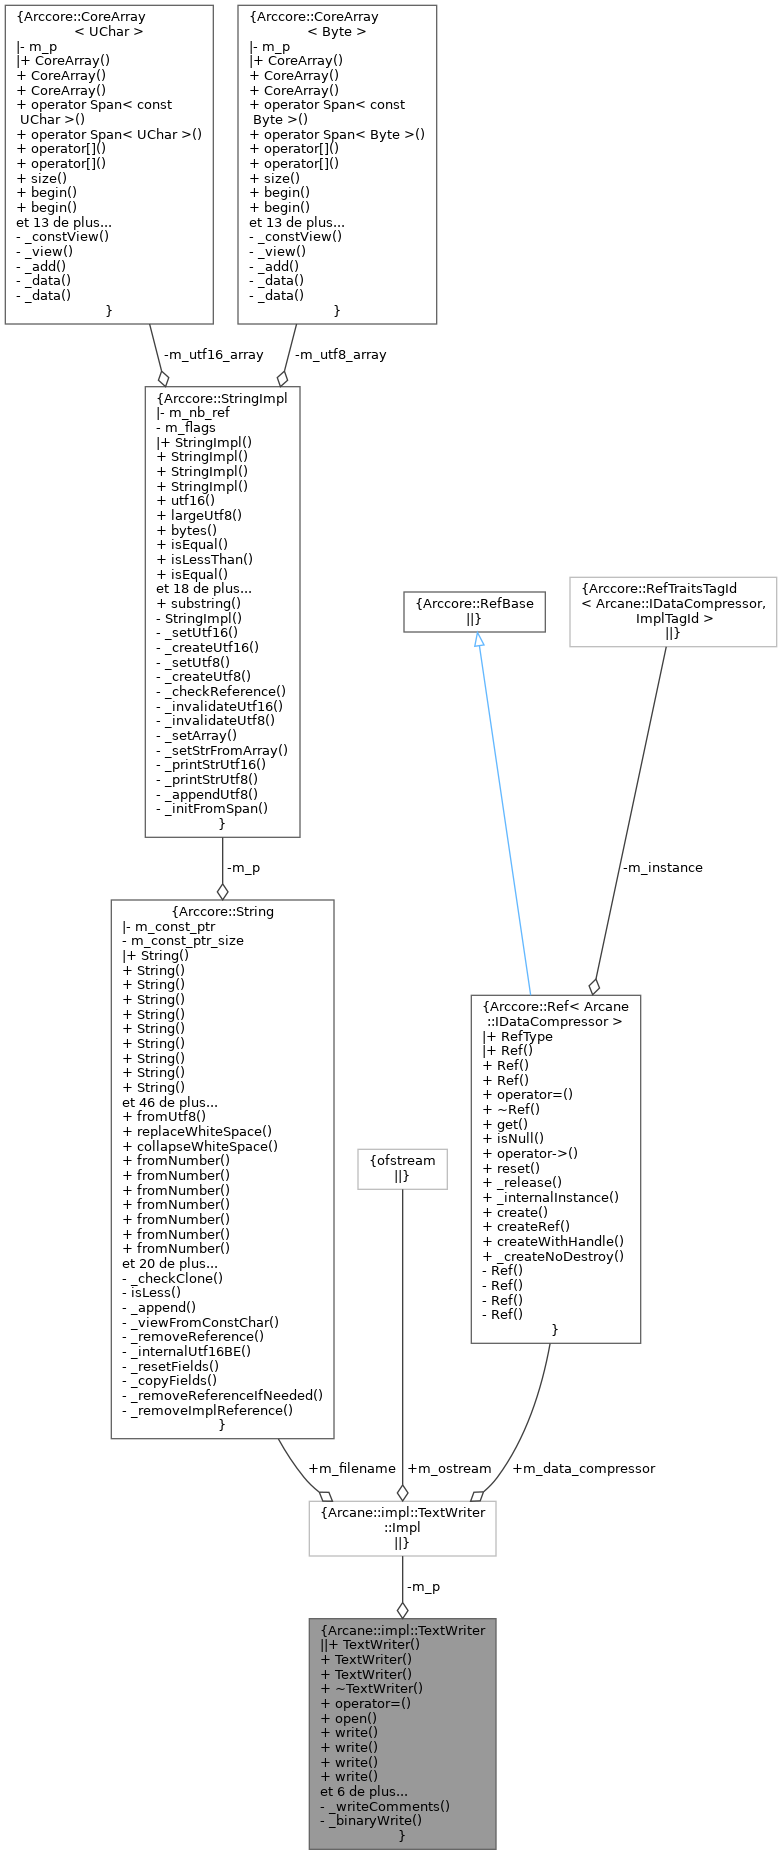 {Arccore::CoreArray
< UChar >
|- m_p
|+ CoreArray()
+ CoreArray()
+ CoreArray()
+ operator Span< const
UChar >()
+ operator Span< UChar >()
+ operator[]()
+ operator[]()
+ size()
+ begin()
+ begin()
et 13 de plus...
- _constView()
- _view()
- _add()
- _data()
- _data()
}
{Arccore::CoreArray
< Byte >
|- m_p
|+ CoreArray()
+ CoreArray()
+ CoreArray()
+ operator Span< const
Byte >()
+ operator Span< Byte >()
+ operator[]()
+ operator[]()
+ size()
+ begin()
+ begin()
et 13 de plus...
- _constView()
- _view()
- _add()
- _data()
- _data()
}
-m_utf16_array
-m_utf8_array
{Arccore::StringImpl
|- m_nb_ref
- m_flags
|+ StringImpl()
+ StringImpl()
+ StringImpl()
+ StringImpl()
+ utf16()
+ largeUtf8()
+ bytes()
+ isEqual()
+ isLessThan()
+ isEqual()
et 18 de plus...
+ substring()
- StringImpl()
- _setUtf16()
- _createUtf16()
- _setUtf8()
- _createUtf8()
- _checkReference()
- _invalidateUtf16()
- _invalidateUtf8()
- _setArray()
- _setStrFromArray()
- _printStrUtf16()
- _printStrUtf8()
- _appendUtf8()
- _initFromSpan()
}
{Arccore::RefBase
||}
{Arccore::RefTraitsTagId
< Arcane::IDataCompressor,
ImplTagId >
||}
-m_p
-m_instance
{Arccore::String
|- m_const_ptr
- m_const_ptr_size
|+ String()
+ String()
+ String()
+ String()
+ String()
+ String()
+ String()
+ String()
+ String()
+ String()
et 46 de plus...
+ fromUtf8()
+ replaceWhiteSpace()
+ collapseWhiteSpace()
+ fromNumber()
+ fromNumber()
+ fromNumber()
+ fromNumber()
+ fromNumber()
+ fromNumber()
+ fromNumber()
et 20 de plus...
- _checkClone()
- isLess()
- _append()
- _viewFromConstChar()
- _removeReference()
- _internalUtf16BE()
- _resetFields()
- _copyFields()
- _removeReferenceIfNeeded()
- _removeImplReference()
}
{ofstream
||}
{Arccore::Ref< Arcane
::IDataCompressor >
|+ RefType
|+ Ref()
+ Ref()
+ Ref()
+ operator=()
+ ~Ref()
+ get()
+ isNull()
+ operator->()
+ reset()
+ _release()
+ _internalInstance()
+ create()
+ createRef()
+ createWithHandle()
+ _createNoDestroy()
- Ref()
- Ref()
- Ref()
- Ref()
}
+m_filename
+m_ostream
+m_data_compressor
{Arcane::impl::TextWriter
::Impl
||}
-m_p
{Arcane::impl::TextWriter
||+ TextWriter()
+ TextWriter()
+ TextWriter()
+ ~TextWriter()
+ operator=()
+ open()
+ write()
+ write()
+ write()
+ write()
et 6 de plus...
- _writeComments()
- _binaryWrite()
}